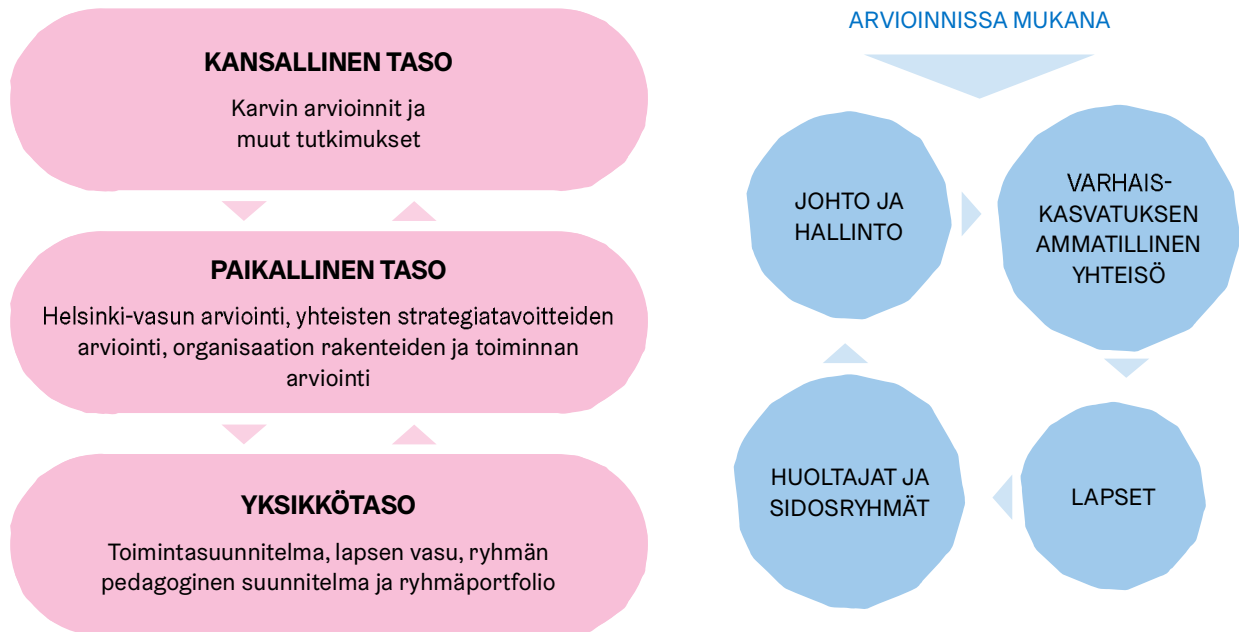 KANSALLINEN TASO
Karvin arvioinnit ja
muut tutkimukset
PAIKALLINEN TASO
Helsinki-vasun arviointi, yhteisten strategiatavoitteiden
arviointi, organisaation rakenteiden ja toiminnan
arviointi
YKSIKKÖTASO
Toimintasuunnitelma, lapsen vasu, ryhmän
pedagoginen suunnitelma ja ryhmäportfolio
ARVIOINNISSA MUKANA
JOHTO JA
HALLINTO
VARHAIS-
KASVATUKSEN
AMMATILLINEN
YHTEISÖ
HUOLTAJAT JA
SIDOSRYHMÄT
LAPSET